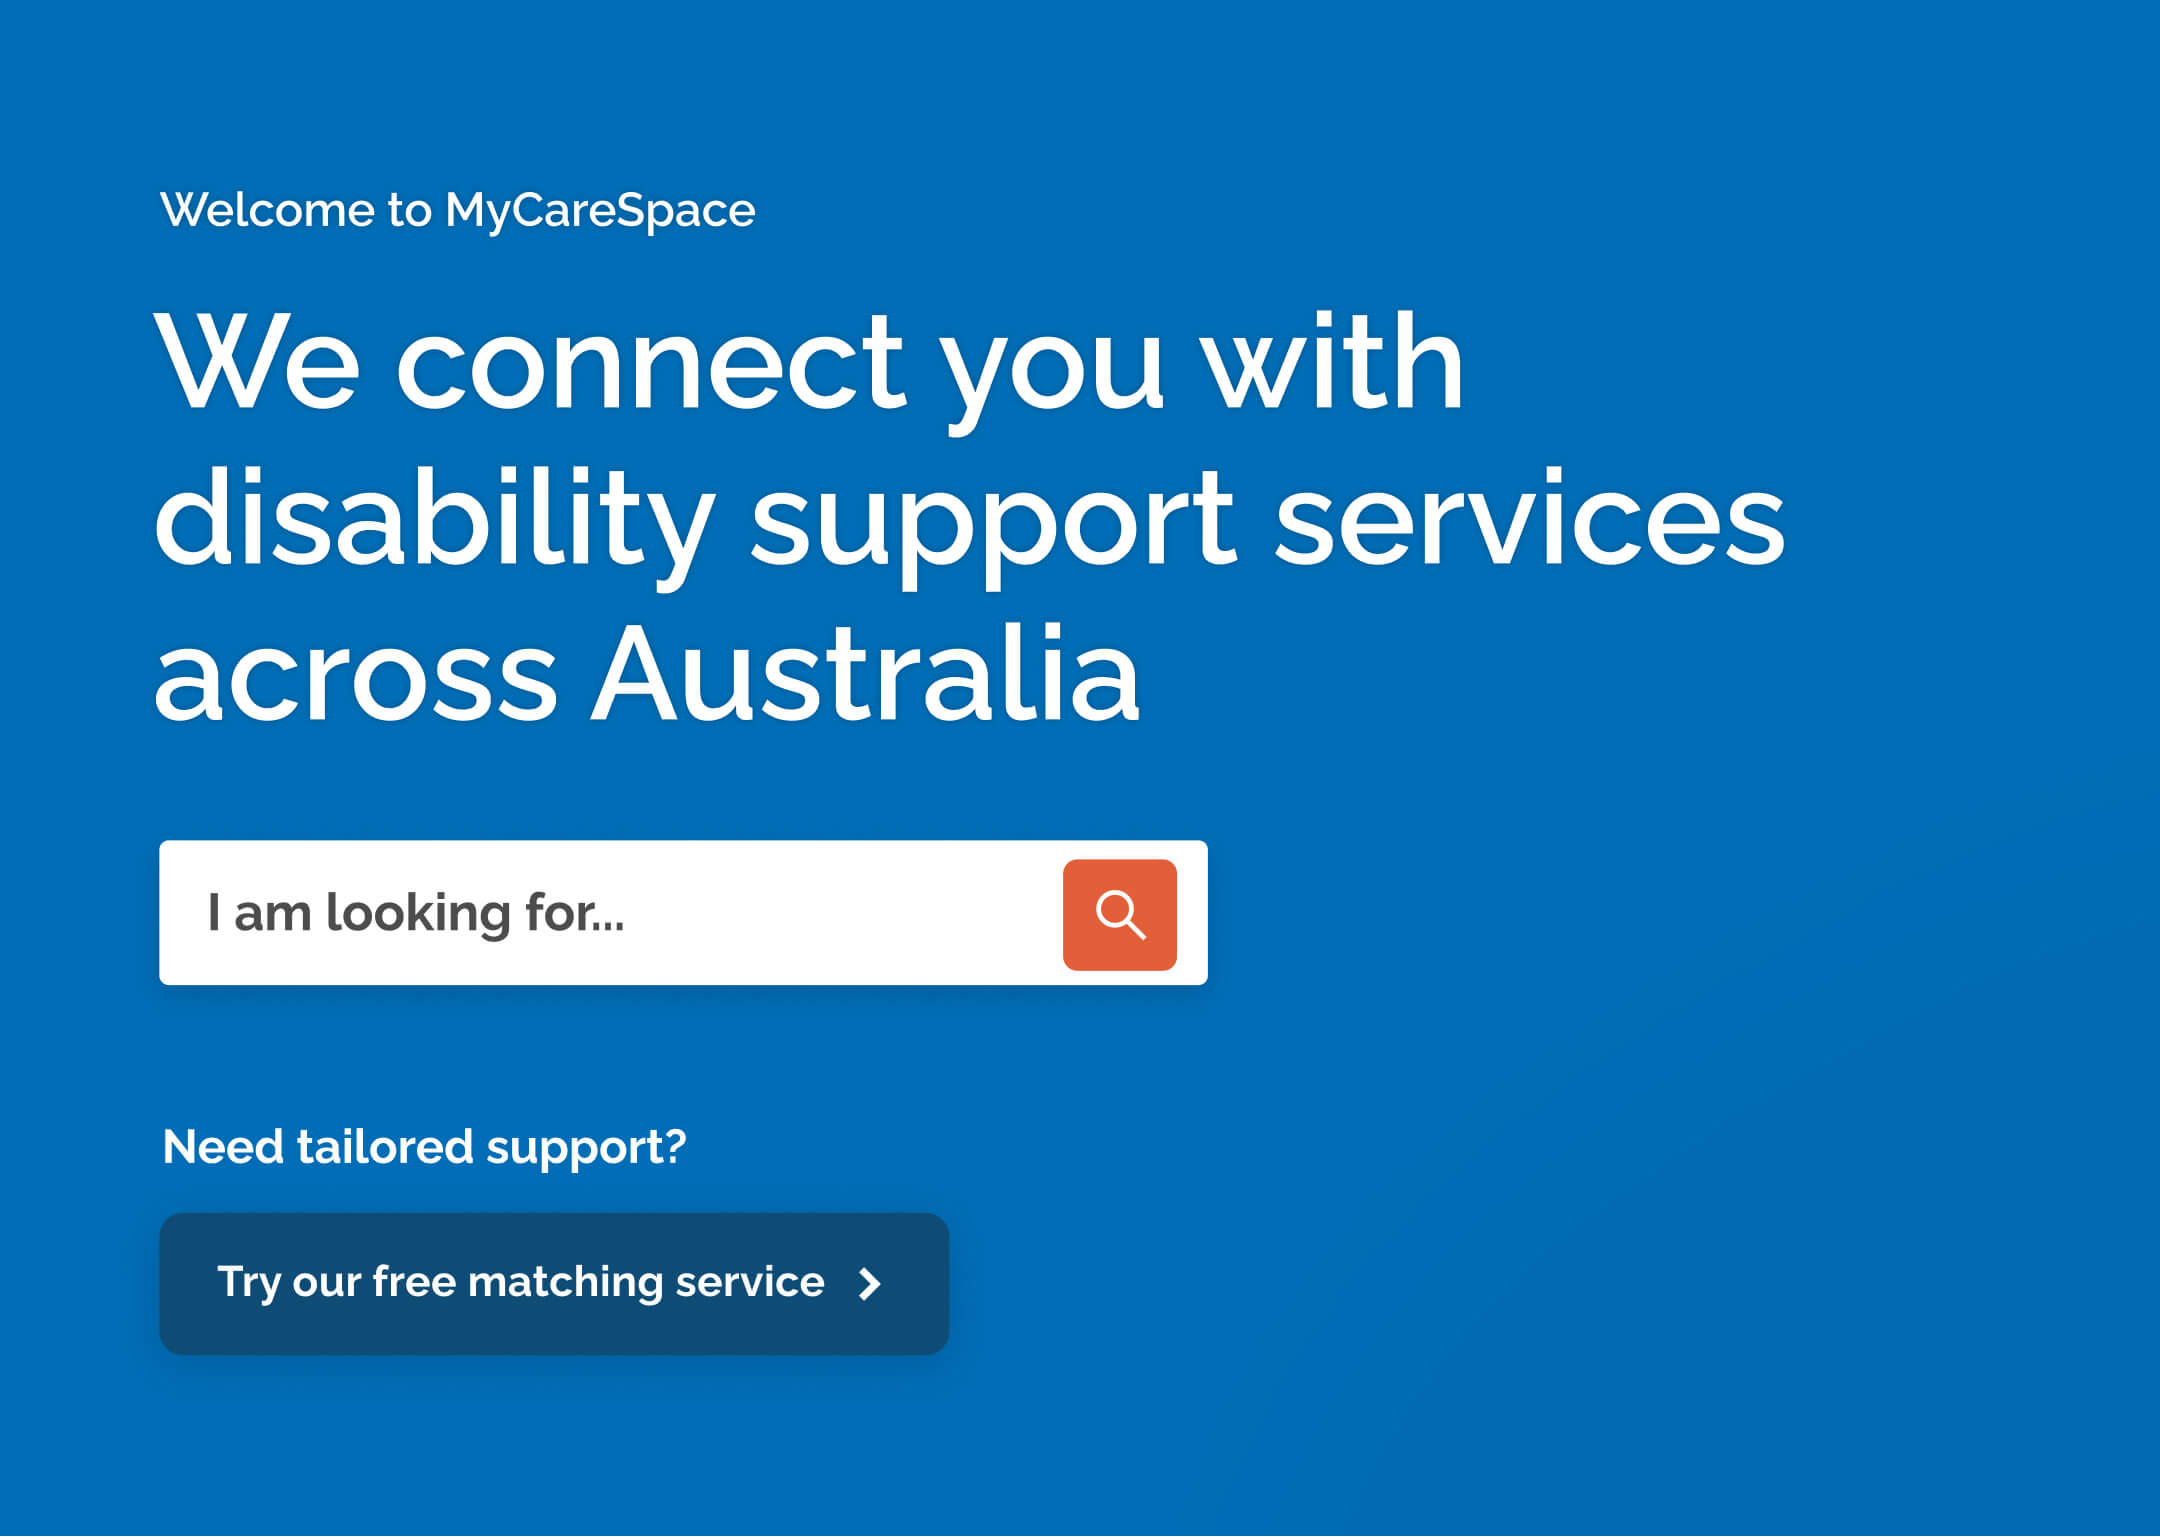 Welcome to MyCareSpace
We connect you with
disability support services
across Australia
I am looking for...
Need tailored support?
Try our free matching service